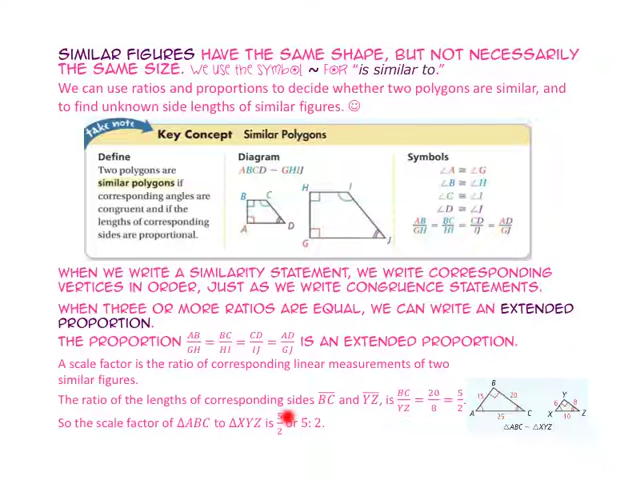 SIMILAR FIGURES HAVE THE SAME SHAPE, BUT NOT NECESSARILY
THE SAME SIZE. We use the symbol ~ for "is similar to."
We can use ratios and proportions to decide whether two polygons are similar, and
to find unknown side lengths of similar figures. ☺
take note
Key Concept Similar Polygons
Define
Two polygons are
similar polygons if
corresponding angles are
congruent and if the
lengths of corresponding
sides are proportional.
Diagram
ABCD ~ GHIJ
B C
A D
H I
G J
Symbols
∠A ≅ ∠G
∠B ≅ ∠H
∠C ≅ ∠I
∠D ≅ ∠J
AB/GH = BC/HI = CD/IJ = AD/GJ
WHEN WE WRITE A SIMILARITY STATEMENT, WE WRITE CORRESPONDING
VERTICES IN ORDER, JUST AS WE WRITE CONGRUENCE STATEMENTS.
WHEN THREE OR MORE RATIOS ARE EQUAL, WE CAN WRITE AN EXTENDED
PROPORTION.
THE PROPORTION AB/GH = BC/HI = CD/IJ = AD/GJ IS AN EXTENDED PROPORTION.
A scale factor is the ratio of corresponding linear measurements of two
similar figures.
The ratio of the lengths of corresponding sides BC and YZ, is BC/YZ = 20/8 = 5/2.
So the scale factor of ΔABC to ΔXYZ is 5/2 or 5: 2.
B
15 20
A 25 C
Y
6 8
X 10 Z
△ABC ~ △XYZ